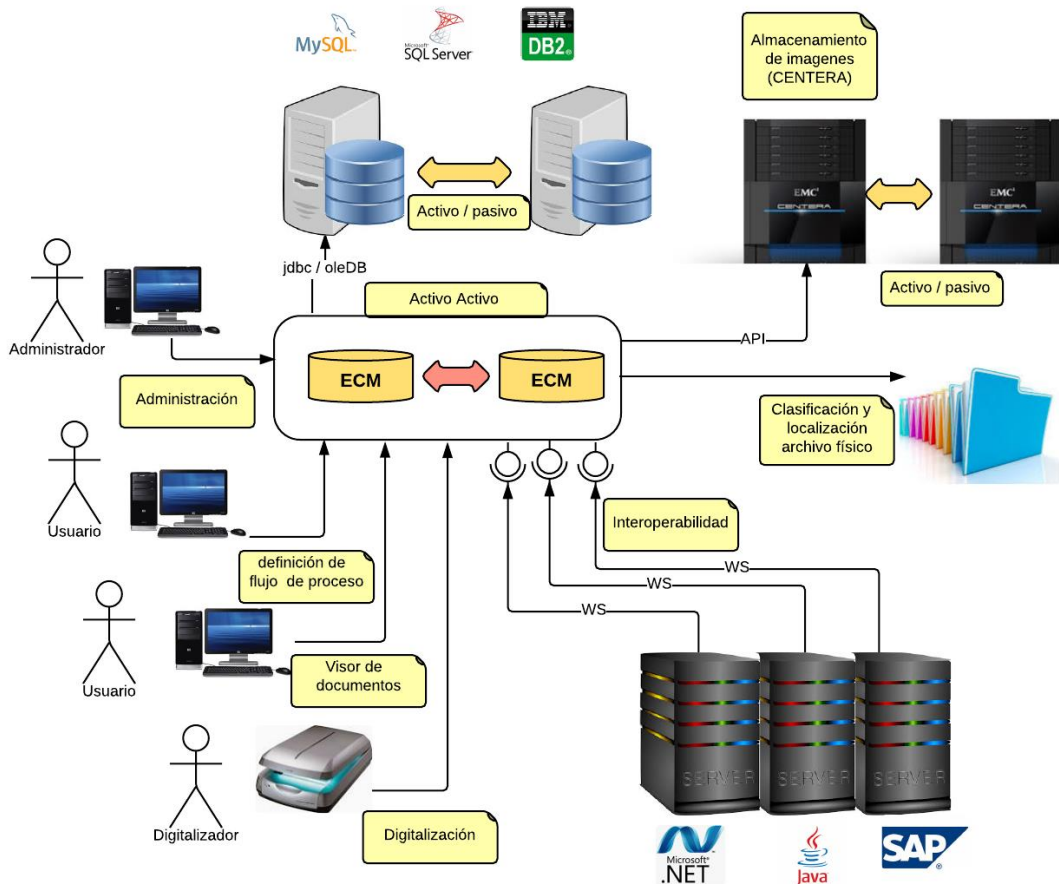 MySQL
Microsoft
SQL Server
IBM
DB2
Almacenamiento
de imagenes
(CENTERA)
EMC²
CENTERA
EMC²
CENTERA
Activo / pasivo
Activo / pasivo
jdbc / oleDB
Activo Activo
Administrador
API
ECM
ECM
Administración
Clasificación y
localización
archivo físico
Usuario
Interoperabilidad
definición de
flujo de proceso
WS
WS
WS
Usuario
Visor de
documentos
Digitalizador
Digitalización
SERVER
SERVER
SERVER
Microsoft
.NET
Java
SAP